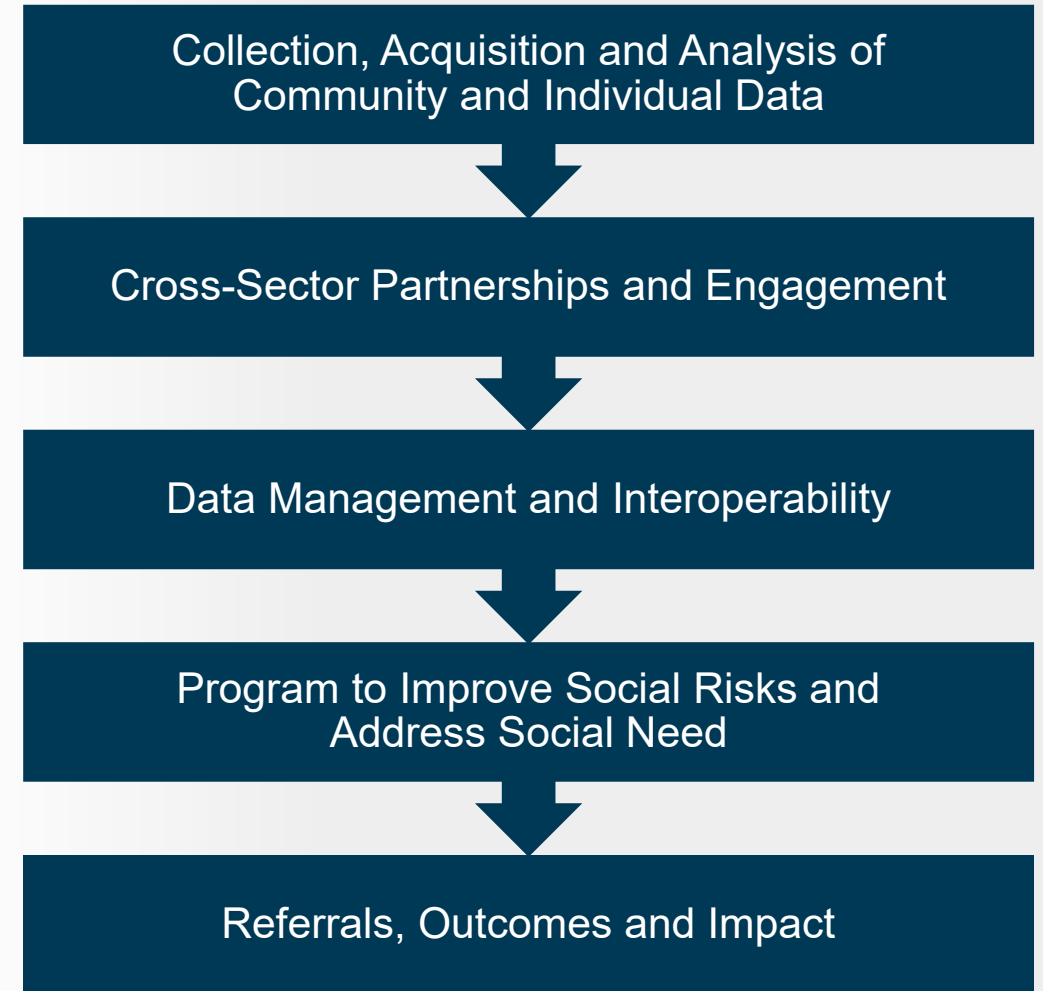 Collection, Acquisition and Analysis of
Community and Individual Data
Cross-Sector Partnerships and Engagement
Data Management and Interoperability
Program to Improve Social Risks and
Address Social Need
Referrals, Outcomes and Impact